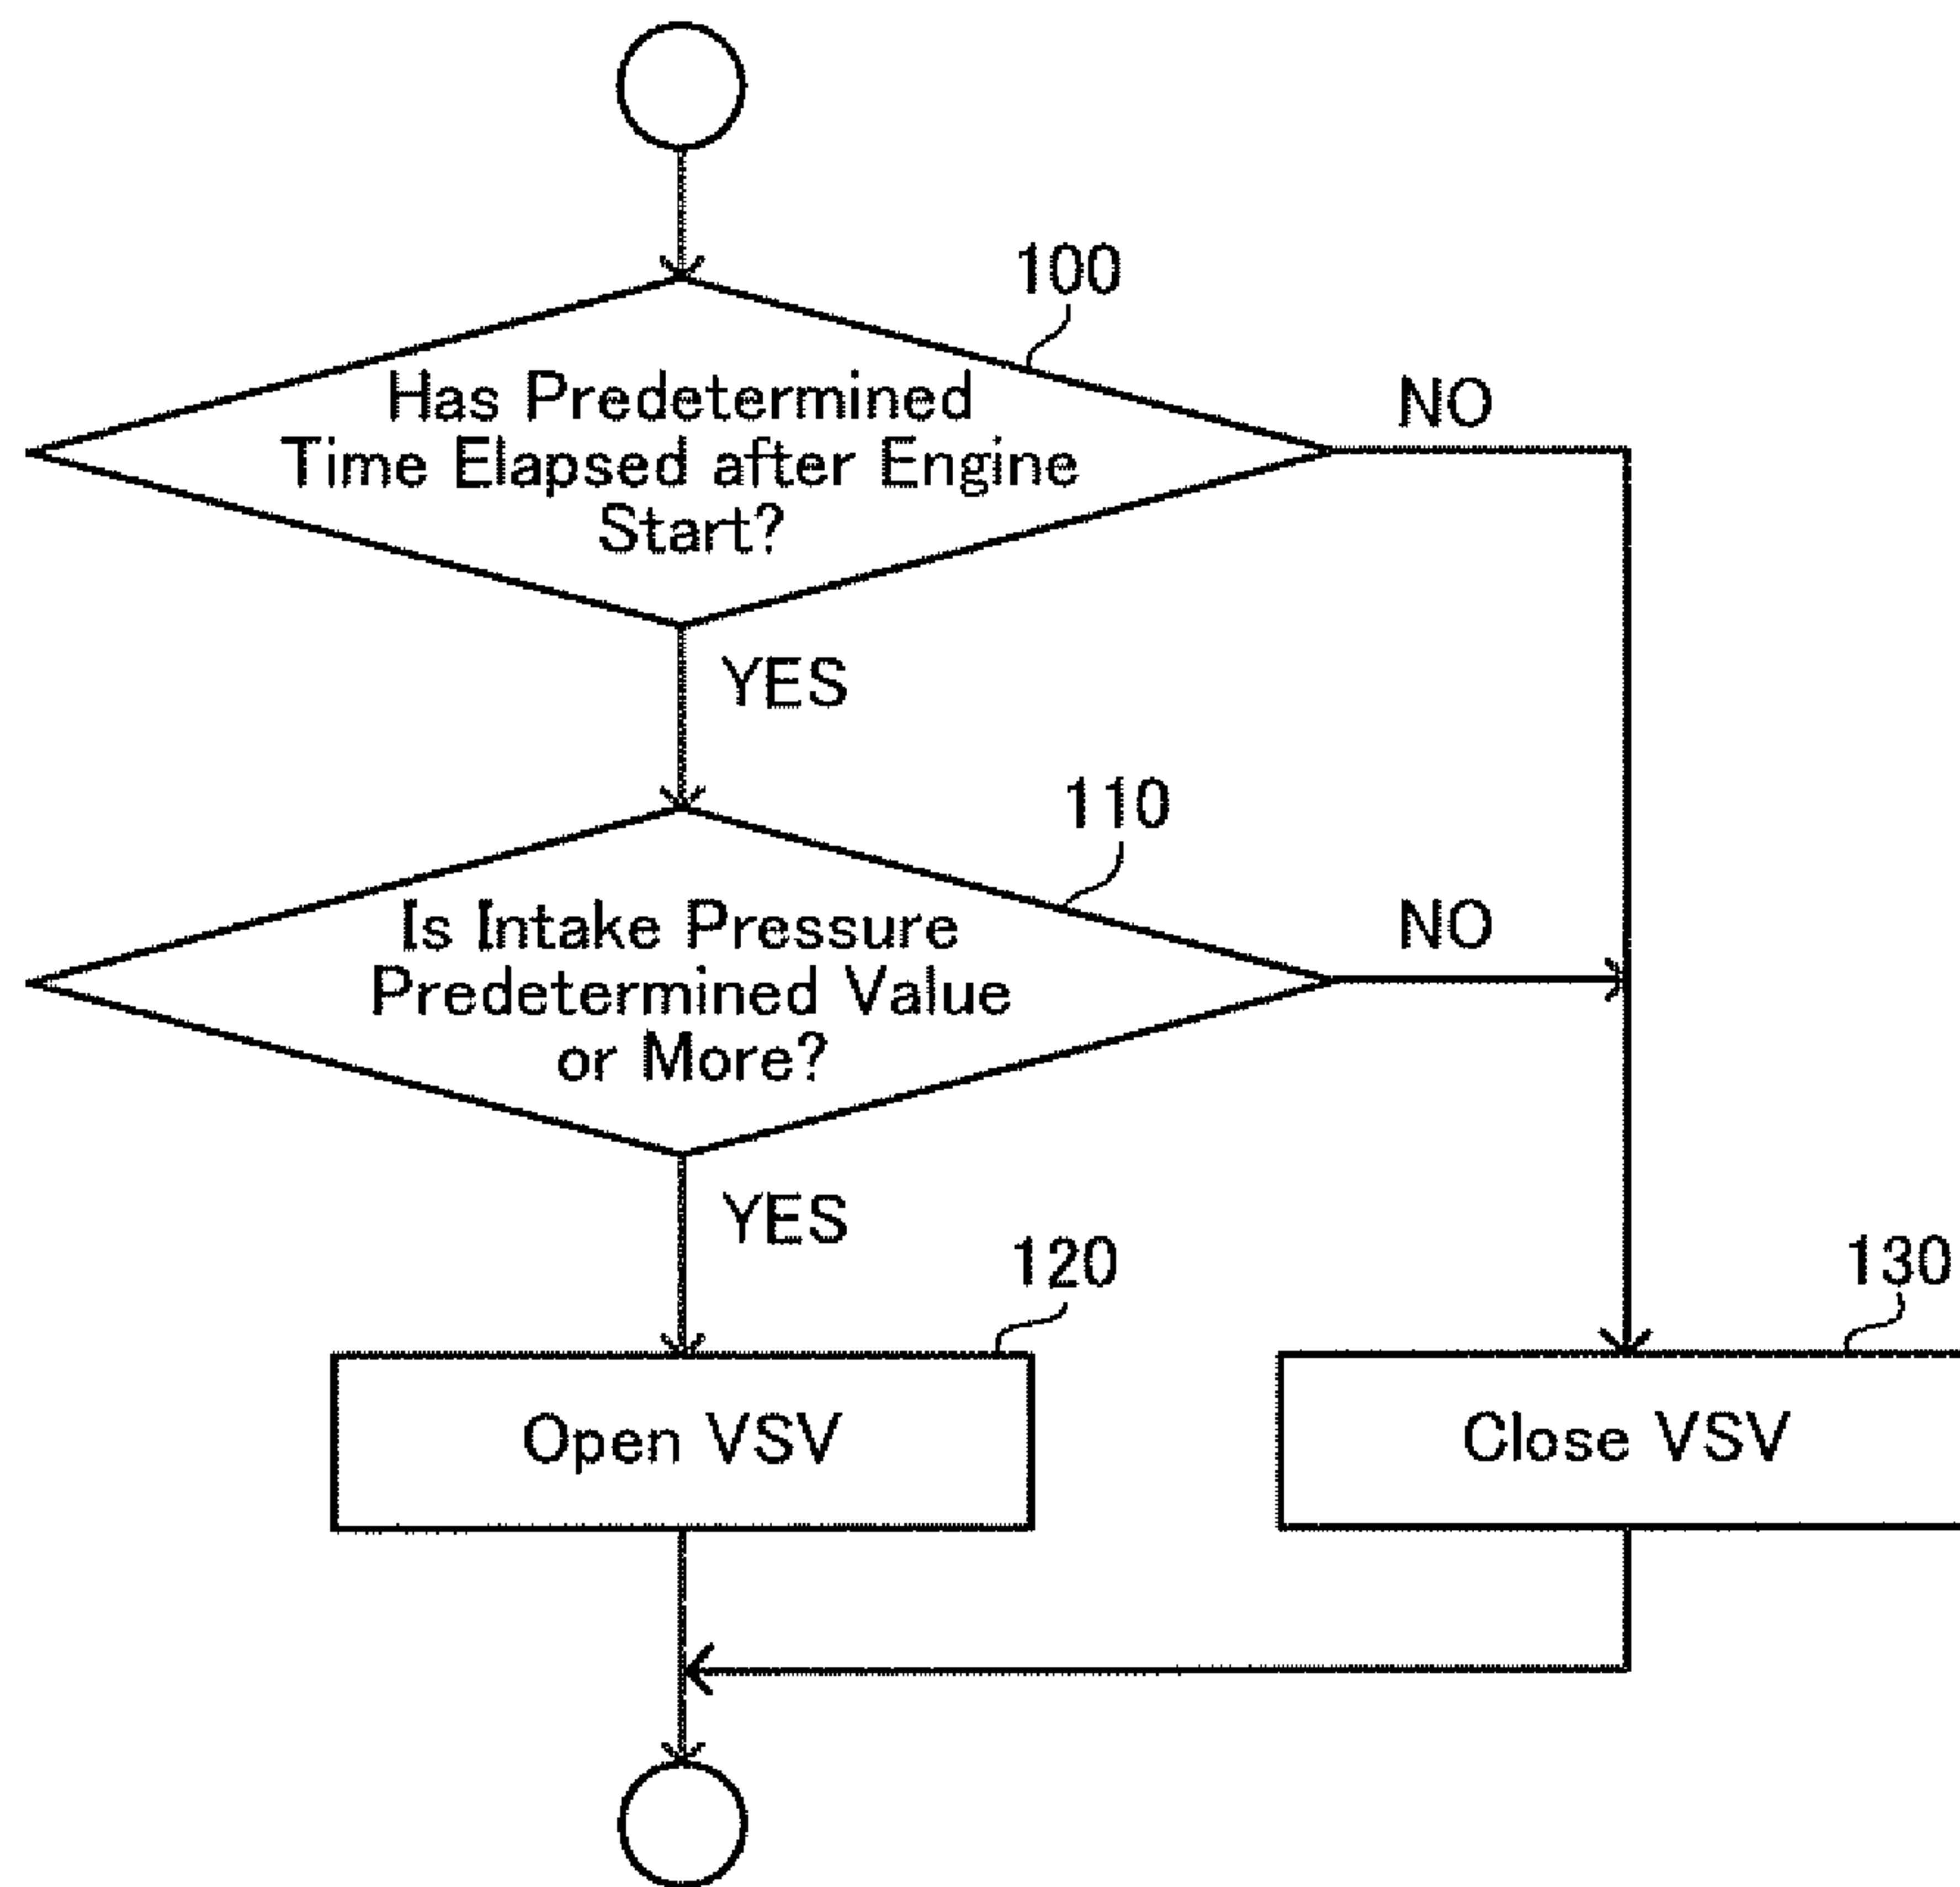 100
Has Predetermined
Time Elapsed after Engine
Start?
NO
YES
110
Is Intake Pressure
Predetermined Value
or More?
NO
YES
120
Open VSV
130
Close VSV